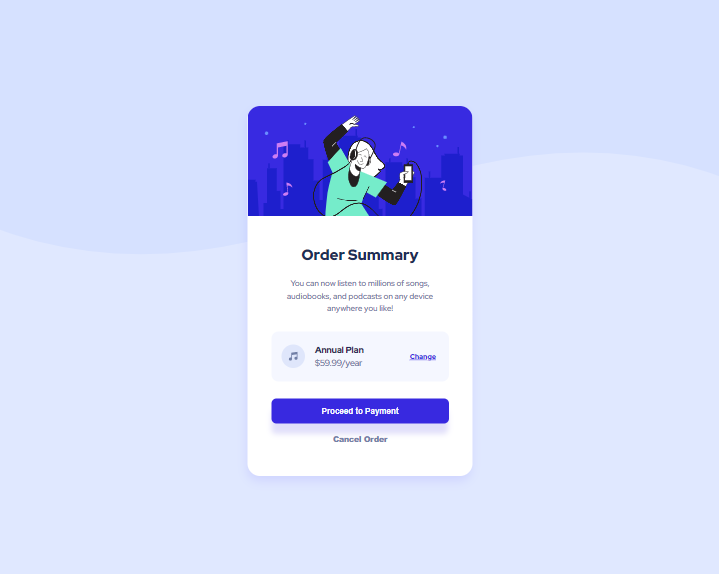 Order Summary
You can now listen to millions of songs,
audiobooks, and podcasts on any device
anywhere you like!
Annual Plan
$59.99/year
Change
Proceed to Payment
Cancel Order